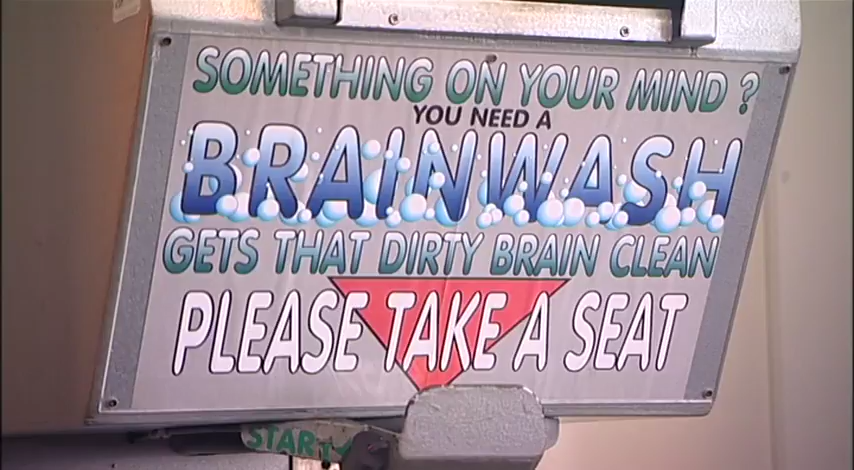 SOMETHING ON YOUR MIND ?
YOU NEED A
BRAINWASH
GETS THAT DIRTY BRAIN CLEAN
PLEASE TAKE A SEAT
START